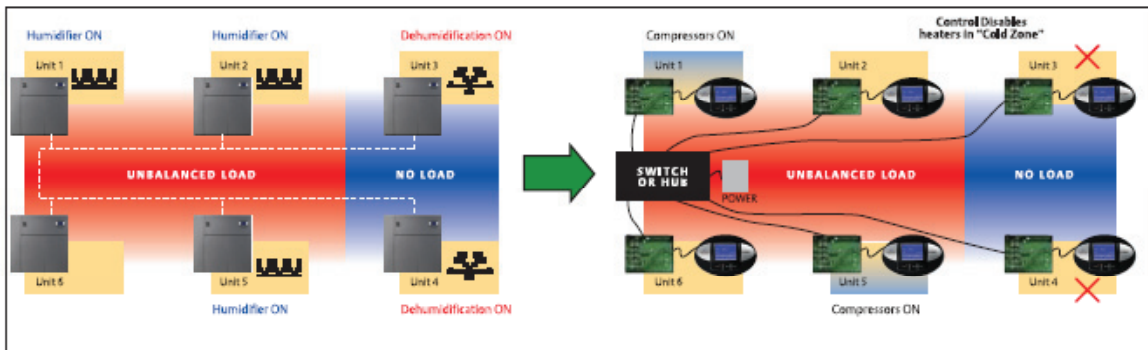 Humidifier ON
Humidifier ON
Dehumidification ON
Unit 1
Unit 2
Unit 3
UNBALANCED LOAD
NO LOAD
Unit 6
Unit 5
Unit 4
Humidifier ON
Dehumidification ON
Control Disables
heaters in "Cold Zone"
Compressors ON
Unit 1
Unit 2
Unit 3
SWITCH
OR HUB
POWER
UNBALANCED LOAD
NO LOAD
Unit 6
Unit 5
Unit 4
Compressors ON